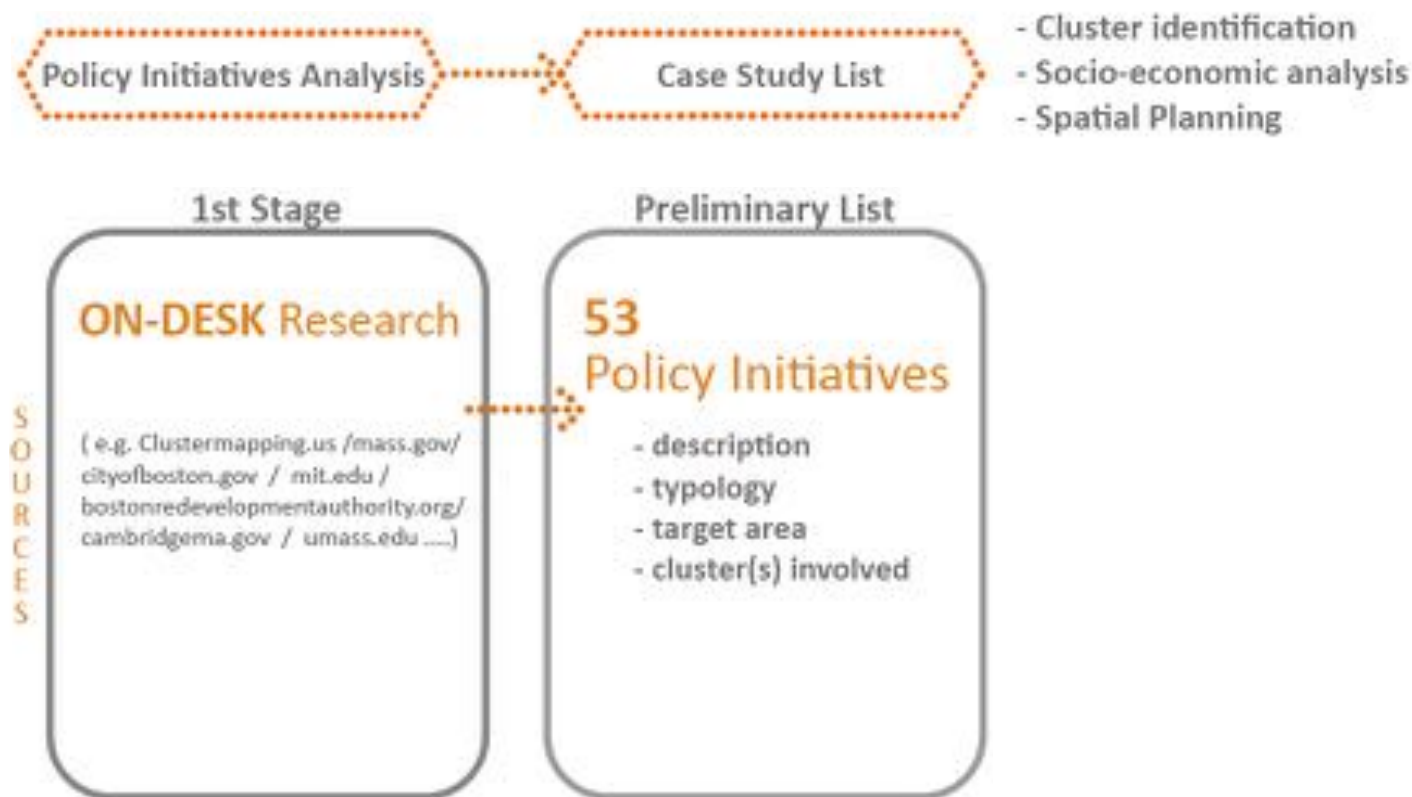 Policy Initiatives Analysis
Case Study List
- Cluster identification
- Socio-economic analysis
- Spatial Planning
1st Stage
ON-DESK Research
SOURCES
( e.g. Clustermapping.us /mass.gov/
cityofboston.gov / mit.edu /
bostonredevelopmentauthority.org/
cambridgema.gov / umass.edu ....)
Preliminary List
53
Policy Initiatives
- description
- typology
- target area
- cluster(s) involved